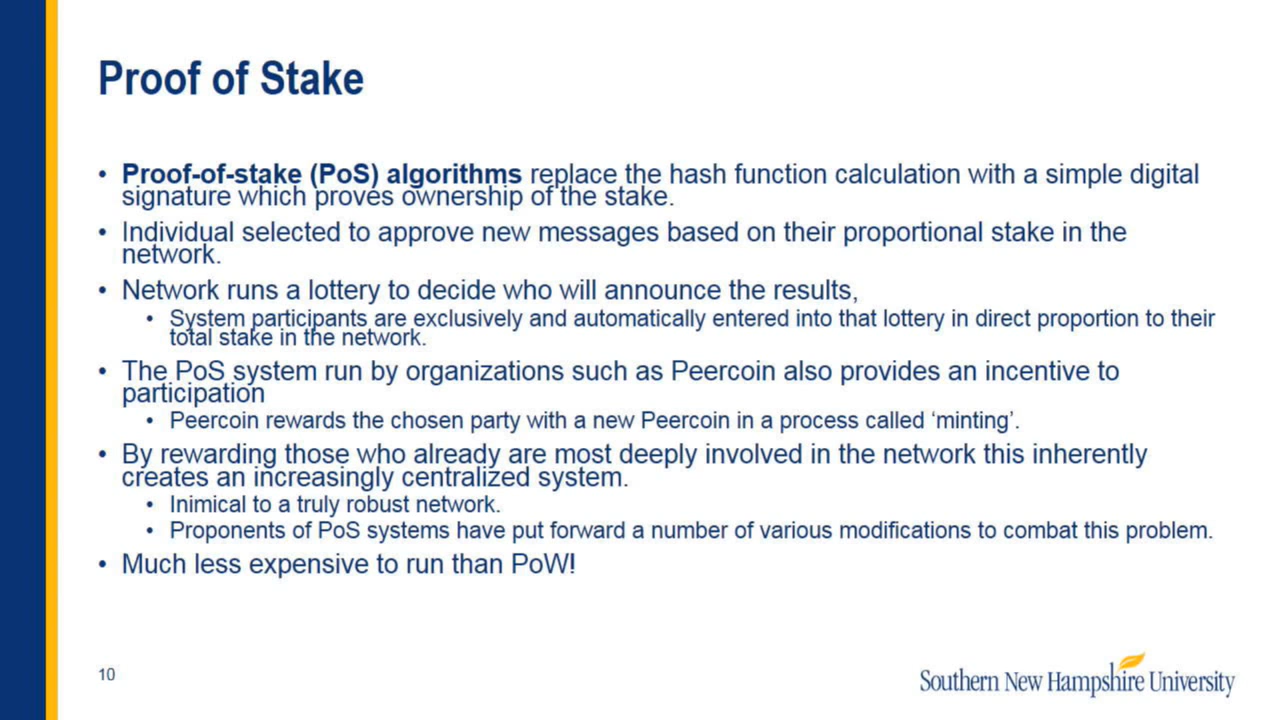 Proof of Stake
• Proof-of-stake (PoS) algorithms replace the hash function calculation with a simple digital
signature which proves ownership of the stake.
• Individual selected to approve new messages based on their proportional stake in the
network.
• Network runs a lottery to decide who will announce the results,
• System participants are exclusively and automatically entered into that lottery in direct proportion to their
total stake in the network.
• The PoS system run by organizations such as Peercoin also provides an incentive to
participation
• Peercoin rewards the chosen party with a new Peercoin in a process called ‘minting’.
• By rewarding those who already are most deeply involved in the network this inherently
creates an increasingly centralized system.
• Inimical to a truly robust network.
• Proponents of PoS systems have put forward a number of various modifications to combat this problem.
• Much less expensive to run than PoW!
10
Southern New Hampshire University